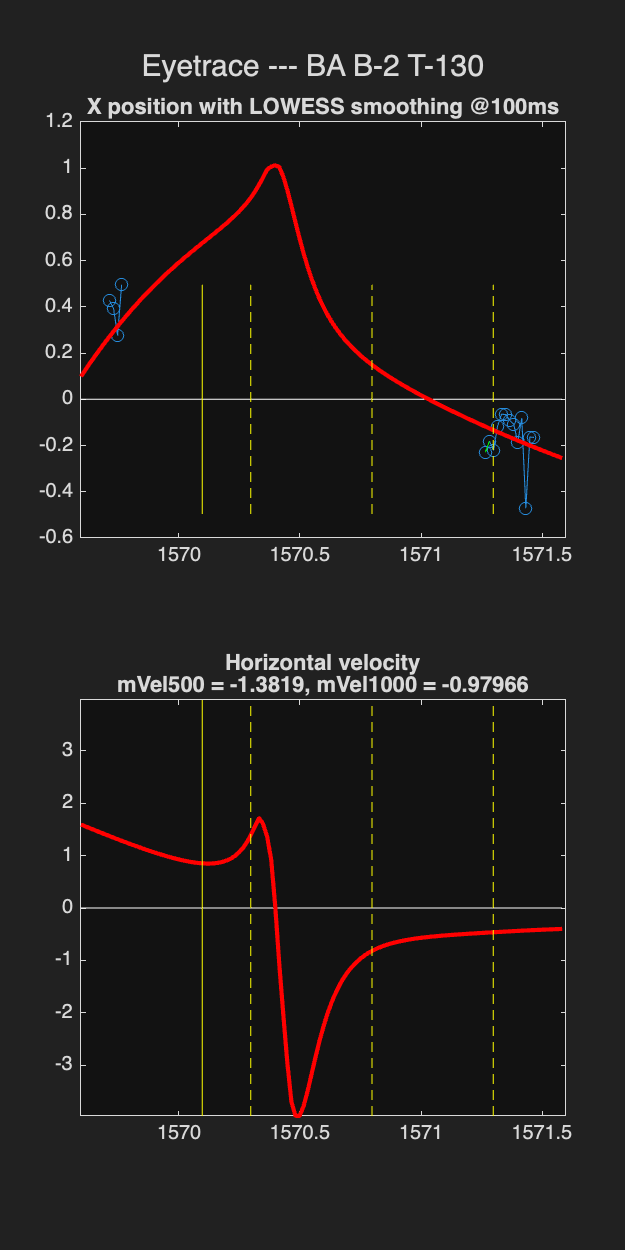 Eyetrace --- BA B-2 T-130
X position with LOWESS smoothing @100ms
1.2
1
0.8
0.6
0.4
0.2
0
-0.2
-0.4
-0.6
1570 1570.5 1571 1571.5
Horizontal velocity
mVel500 = -1.3819, mVel1000 = -0.97966
3
2
1
0
-1
-2
-3
1570 1570.5 1571 1571.5